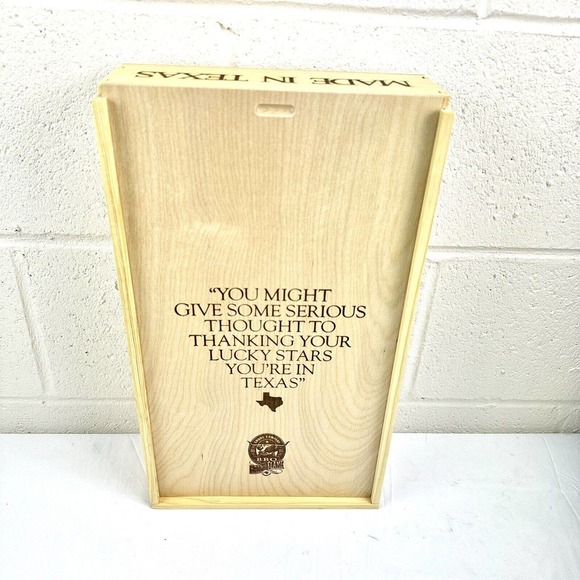 MADE IN TEXAS
“YOU MIGHT
GIVE SOME SERIOUS
THOUGHT TO
THANKING YOUR
LUCKY STARS
YOU’RE IN
TEXAS”
BBQ